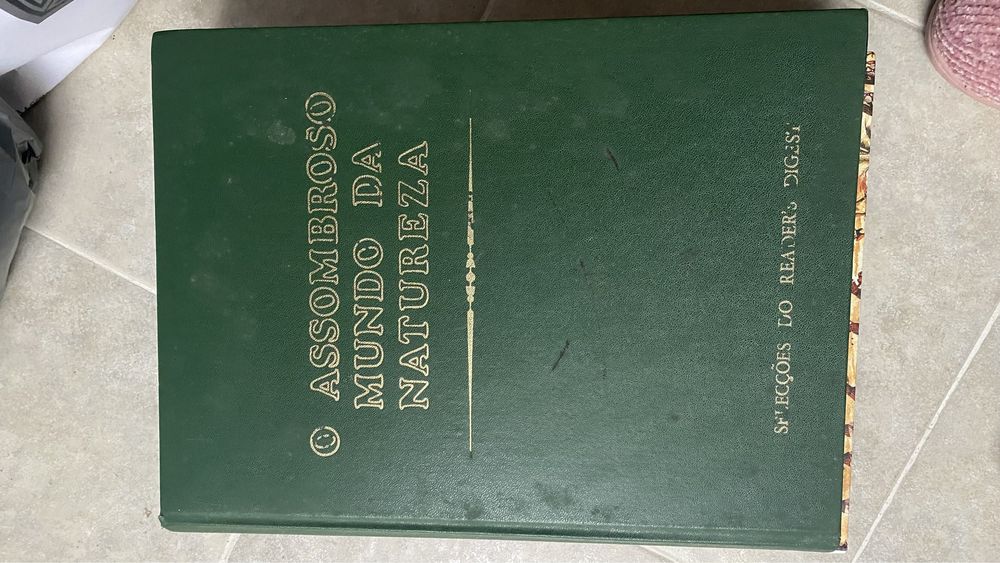 O ASSOMBROSO
MUNDO DA
NATUREZA
SELECÇÕES DO READER'S DIGEST